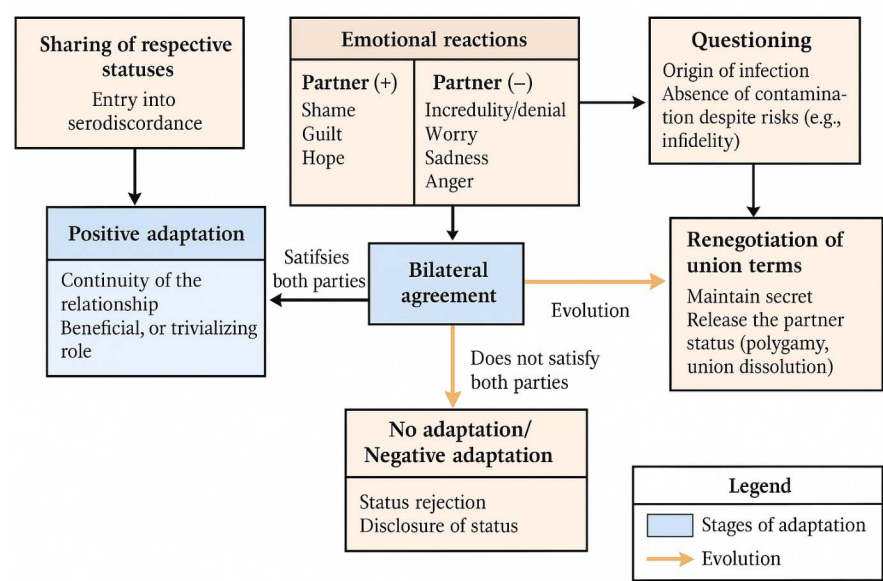 Sharing of respective
statuses
Entry into
serodiscordance
Emotional reactions
Partner (+)
Shame
Guilt
Hope
Partner (–)
Incredulity/denial
Worry
Sadness
Anger
Questioning
Origin of infection
Absence of contamina-
tion despite risks (e.g.,
infidelity)
Positive adaptation
Continuity of the
relationship
Beneficial, or trivializing
role
Satifsies
both parties
Bilateral
agreement
Evolution
Renegotiation of
union terms
Maintain secret
Release the partner
status (polygamy,
union dissolution)
Does not satisfy
both parties
No adaptation/
Negative adaptation
Status rejection
Disclosure of status
Legend
Stages of adaptation
Evolution